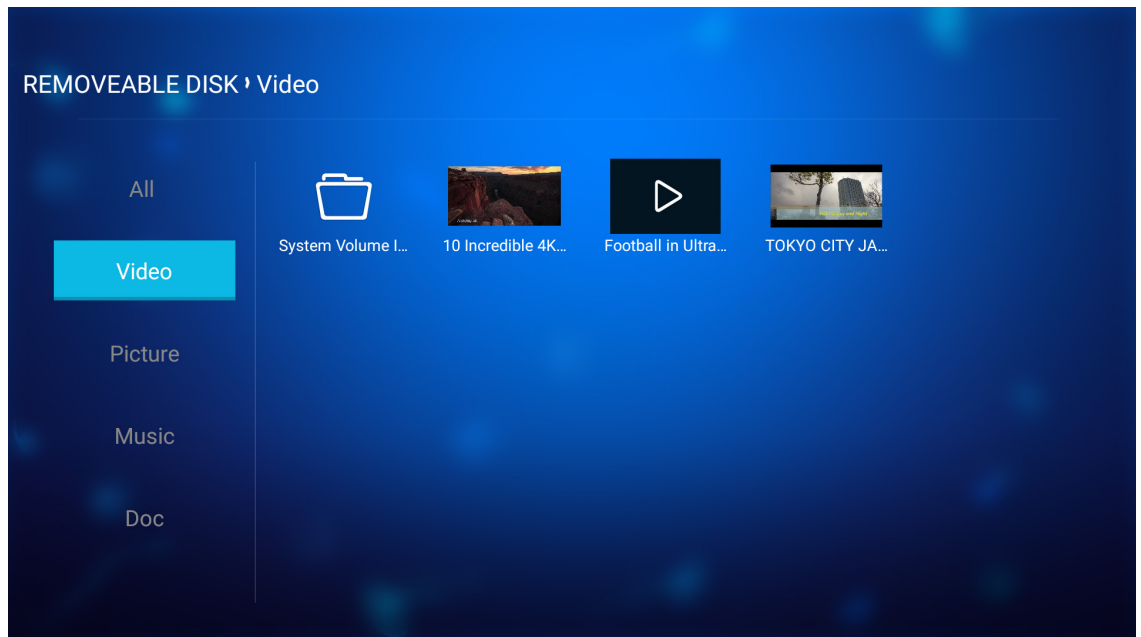 REMOVEABLE DISK Video
All
Video
Picture
Music
Doc
System Volume I...
10 Incredible 4K...
Football in Ultra...
TOKYO CITY JA...